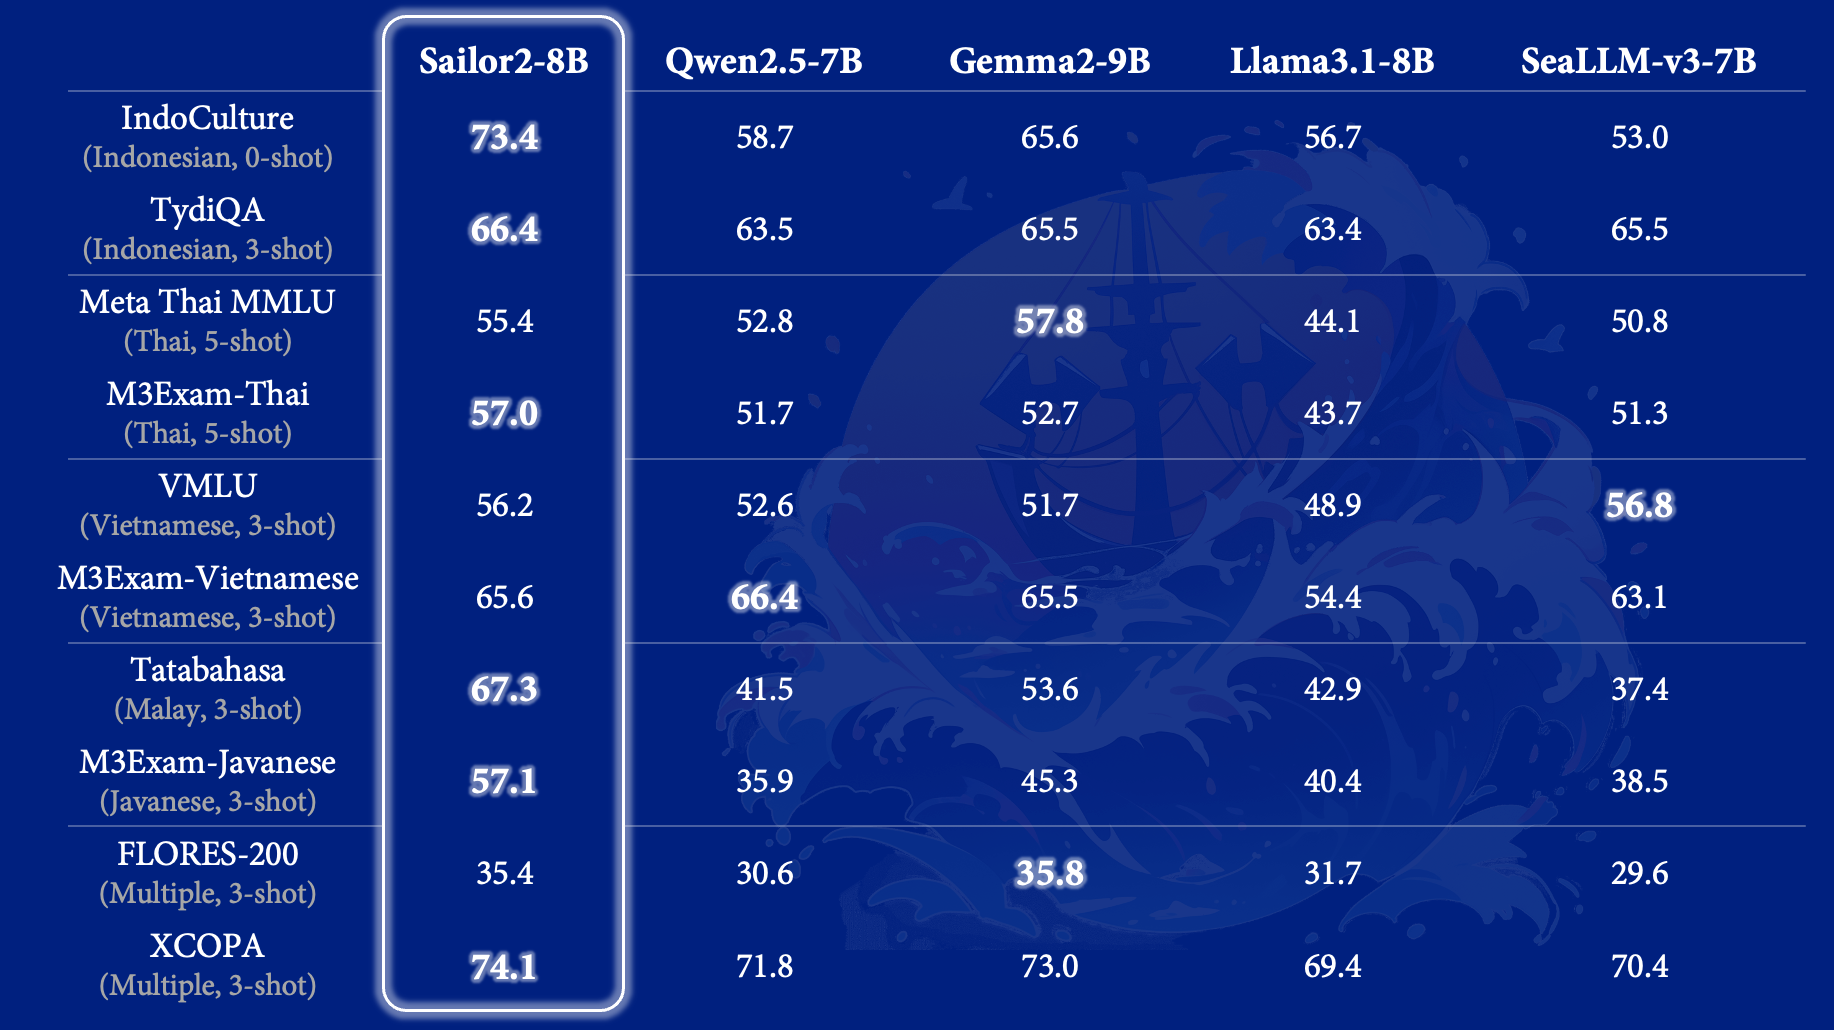 Sailor2-8B Qwen2.5-7B Gemma2-9B Llama3.1-8B SeaLLM-v3-7B
IndoCulture
(Indonesian, 0-shot)
73.4 58.7 65.6 56.7 53.0
TydiQA
(Indonesian, 3-shot)
66.4 63.5 65.5 63.4 65.5
Meta Thai MMLU
(Thai, 5-shot)
55.4 52.8 57.8 44.1 50.8
M3Exam-Thai
(Thai, 5-shot)
57.0 51.7 52.7 43.7 51.3
VMLU
(Vietnamese, 3-shot)
56.2 52.6 51.7 48.9 56.8
M3Exam-Vietnamese
(Vietnamese, 3-shot)
65.6 66.4 65.5 54.4 63.1
Tatabahasa
(Malay, 3-shot)
67.3 41.5 53.6 42.9 37.4
M3Exam-Javanese
(Javanese, 3-shot)
57.1 35.9 45.3 40.4 38.5
FLORES-200
(Multiple, 3-shot)
35.4 30.6 35.8 31.7 29.6
XCOPA
(Multiple, 3-shot)
74.1 71.8 73.0 69.4 70.4